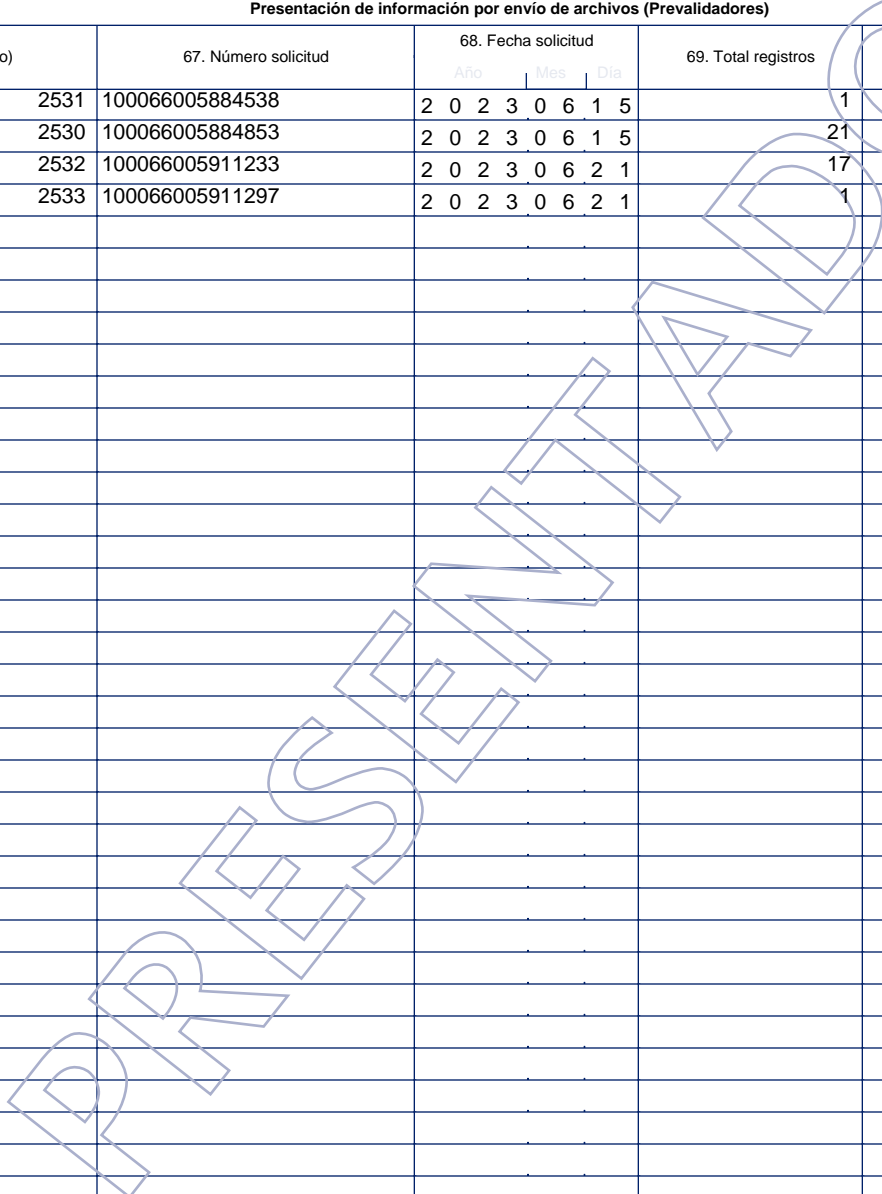 Presentación de información por envío de archivos (Prevalidadores)
o) 67. Número solicitud 68. Fecha solicitud 69. Total registros
Año Mes Día
2531 100066005884538 2 0 2 3 0 6 1 5 1
2530 100066005884853 2 0 2 3 0 6 1 5 21
2532 100066005911233 2 0 2 3 0 6 2 1 17
2533 100066005911297 2 0 2 3 0 6 2 1 1
PRESENTADO